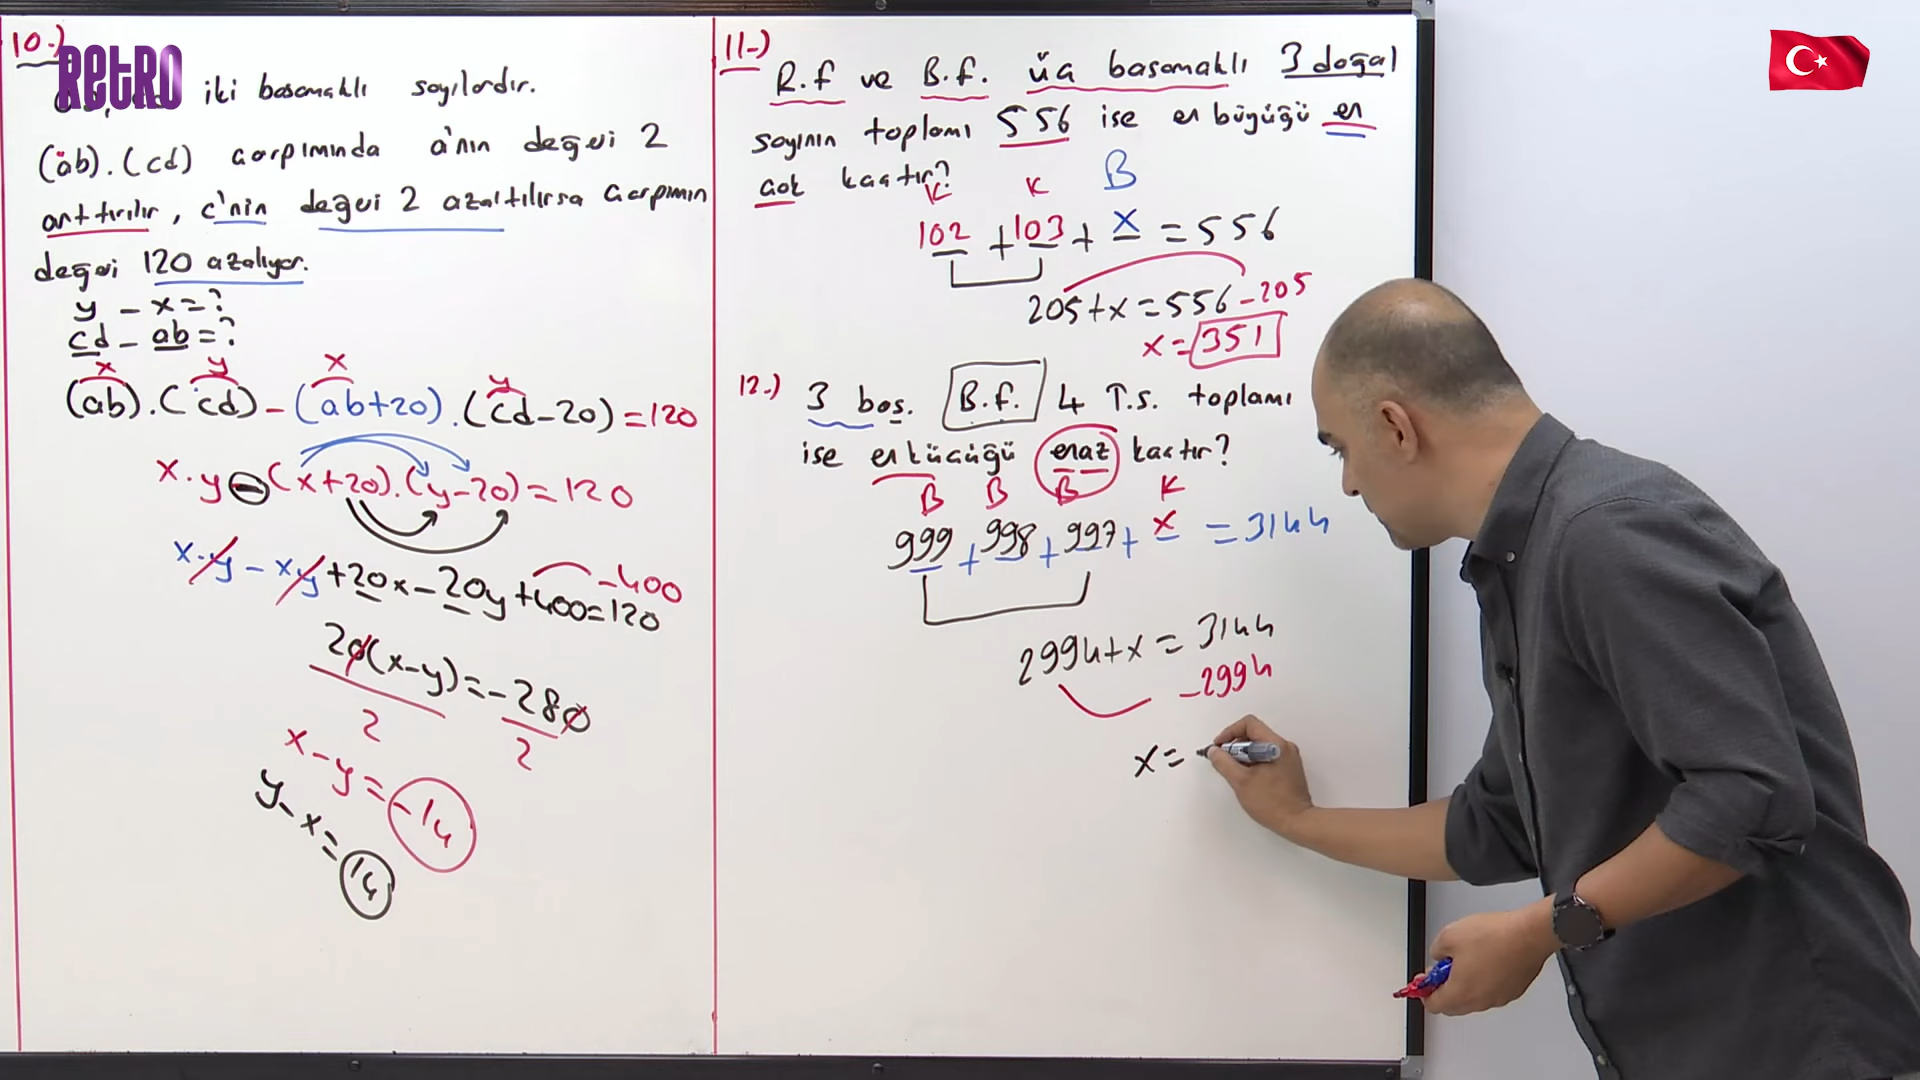 10-)
RetRO
iki basamaklı sayılardır.
(ab).(cd) çarpımında a'nın değeri 2
arttırılır, c'nin değeri 2 azaltılırsa çarpımın
değeri 120 azalıyor.
y - x = ?
cd - ab = ?
x y x y
(ab).(cd) - (ab+20).(cd-20) = 120
x.y - (x+20).(y-20) = 120
x.y - xy + 20x - 20y + 400 = 120
-400
20(x-y) = -280
2 2
x - y = -14
y - x = 14
11-)
R.f ve B.f. üç basamaklı 3 doğal
sayının toplamı 556 ise en büyüğü en
çok kaçtır?
K K B
102 + 103 + x = 556
205 + x = 556 - 205
x = 351
12-)
3 bas. B.f. 4 T.S. toplamı
ise en küçüğü en az kaçtır?
B B B K
999 + 998 + 997 + x = 3144
2994 + x = 3144
-2994
x =